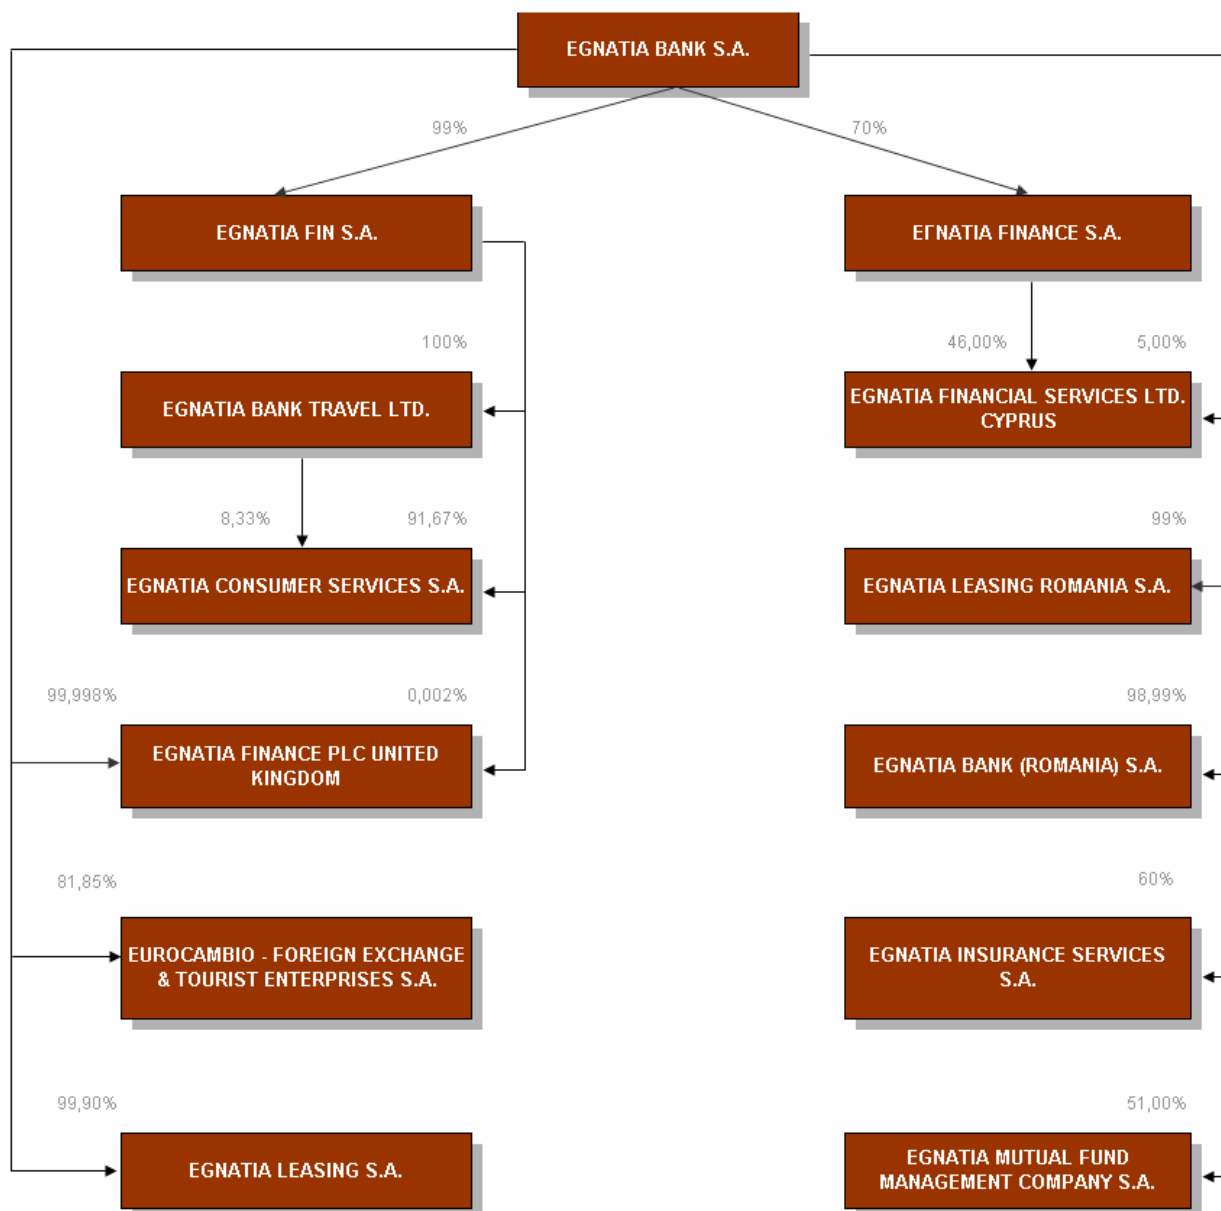 EGNATIA BANK S.A.
99%
70%
EGNATIA FIN S.A.
EΓNATIA FINANCE S.A.
100%
46,00%
5,00%
EGNATIA BANK TRAVEL LTD.
EGNATIA FINANCIAL SERVICES LTD.
CYPRUS
8,33%
91,67%
99%
EGNATIA CONSUMER SERVICES S.A.
EGNATIA LEASING ROMANIA S.A.
99,998%
0,002%
98,99%
EGNATIA FINANCE PLC UNITED
KINGDOM
EGNATIA BANK (ROMANIA) S.A.
81,85%
60%
EUROCAMBIO - FOREIGN EXCHANGE
& TOURIST ENTERPRISES S.A.
EGNATIA INSURANCE SERVICES
S.A.
99,90%
51,00%
EGNATIA LEASING S.A.
EGNATIA MUTUAL FUND
MANAGEMENT COMPANY S.A.